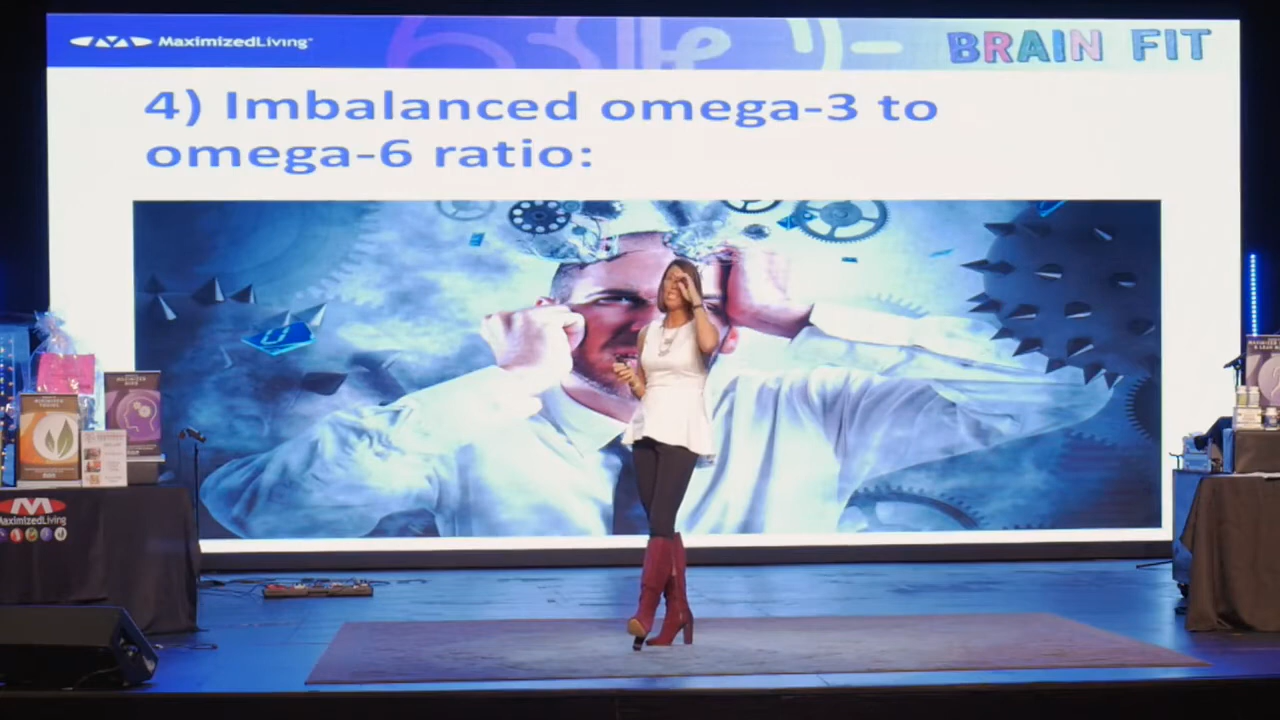 MaximizedLiving
BRAIN FIT
4) Imbalanced omega-3 to
omega-6 ratio:
MaximizedLiving